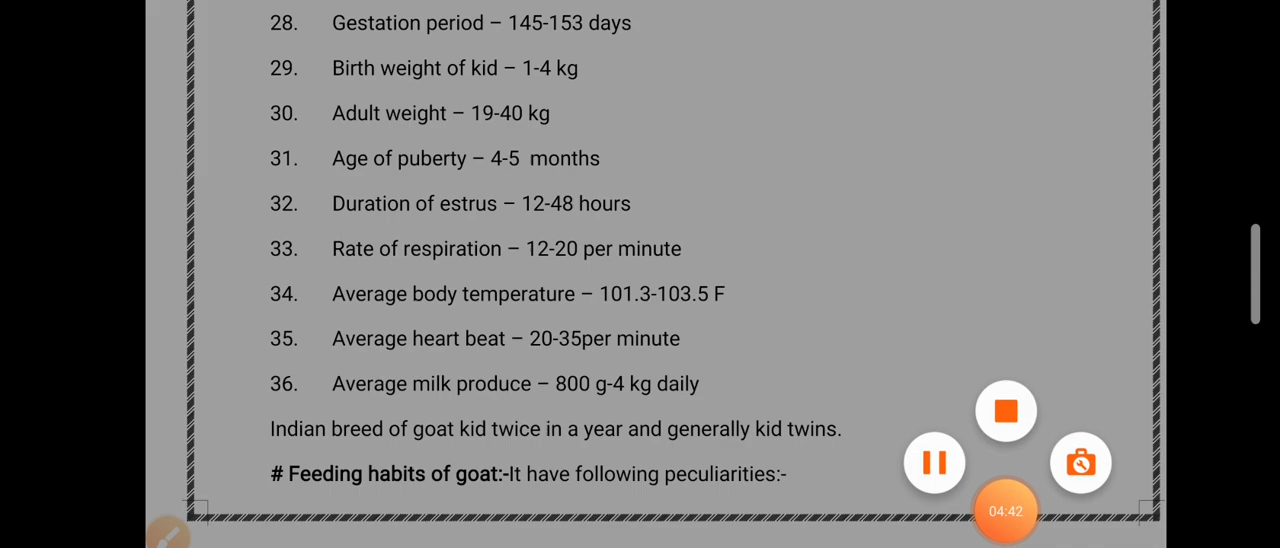 28. Gestation period – 145-153 days
29. Birth weight of kid – 1-4 kg
30. Adult weight – 19-40 kg
31. Age of puberty – 4-5  months
32. Duration of estrus – 12-48 hours
33. Rate of respiration – 12-20 per minute
34. Average body temperature – 101.3-103.5 F
35. Average heart beat – 20-35per minute
36. Average milk produce – 800 g-4 kg daily
Indian breed of goat kid twice in a year and generally kid twins.
# Feeding habits of goat:-It have following peculiarities:-
04:42